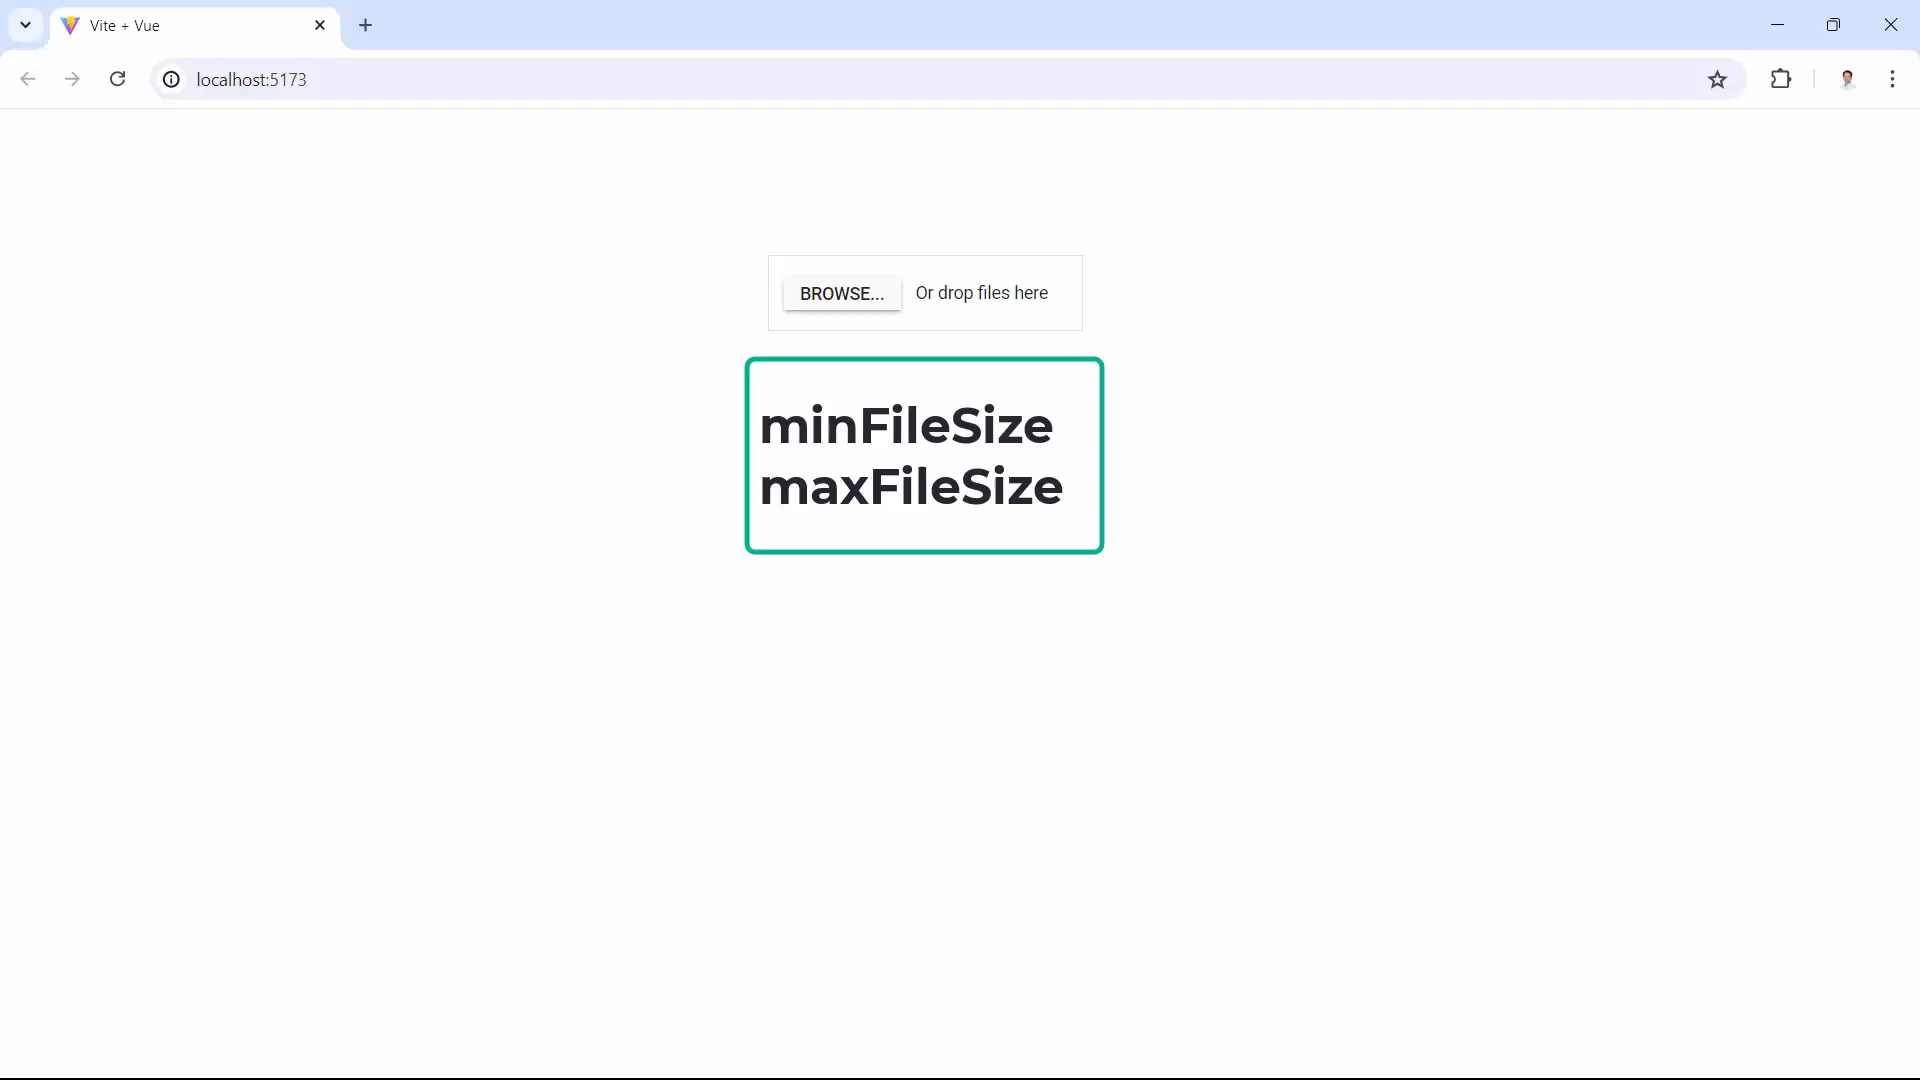 Vite + Vue
localhost:5173
BROWSE... Or drop files here
minFileSize
maxFileSize